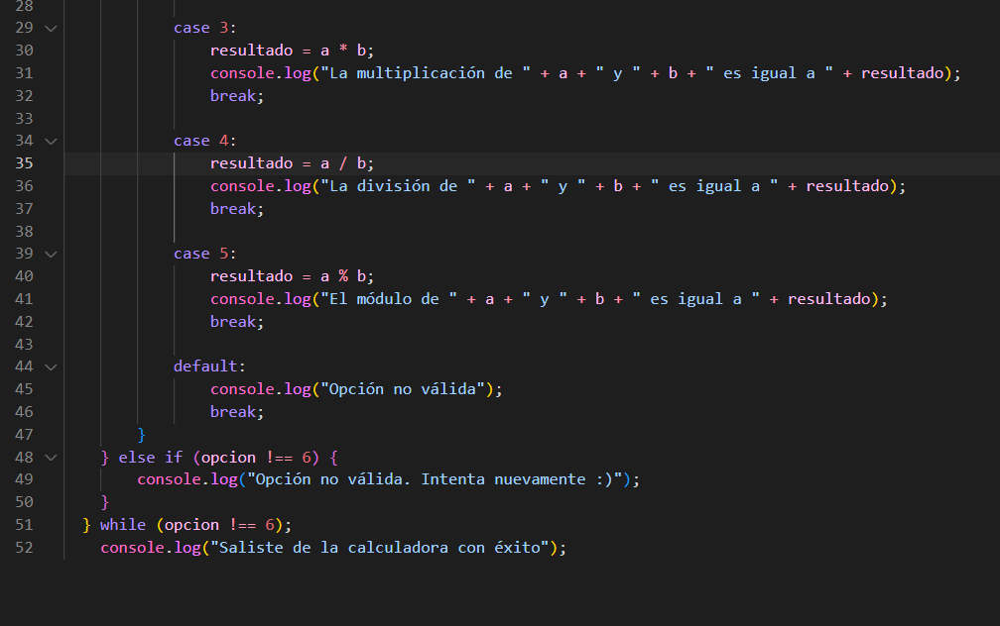 28
29 case 3:
30 resultado = a * b;
31 console.log("La multiplicación de " + a + " y " + b + " es igual a " + resultado);
32 break;
33
34 case 4:
35 resultado = a / b;
36 console.log("La división de " + a + " y " + b + " es igual a " + resultado);
37 break;
38
39 case 5:
40 resultado = a % b;
41 console.log("El módulo de " + a + " y " + b + " es igual a " + resultado);
42 break;
43
44 default:
45 console.log("Opción no válida");
46 break;
47 }
48 } else if (opcion !== 6) {
49 console.log("Opción no válida. Intenta nuevamente :)");
50 }
51 } while (opcion !== 6);
52 console.log("Saliste de la calculadora con éxito");